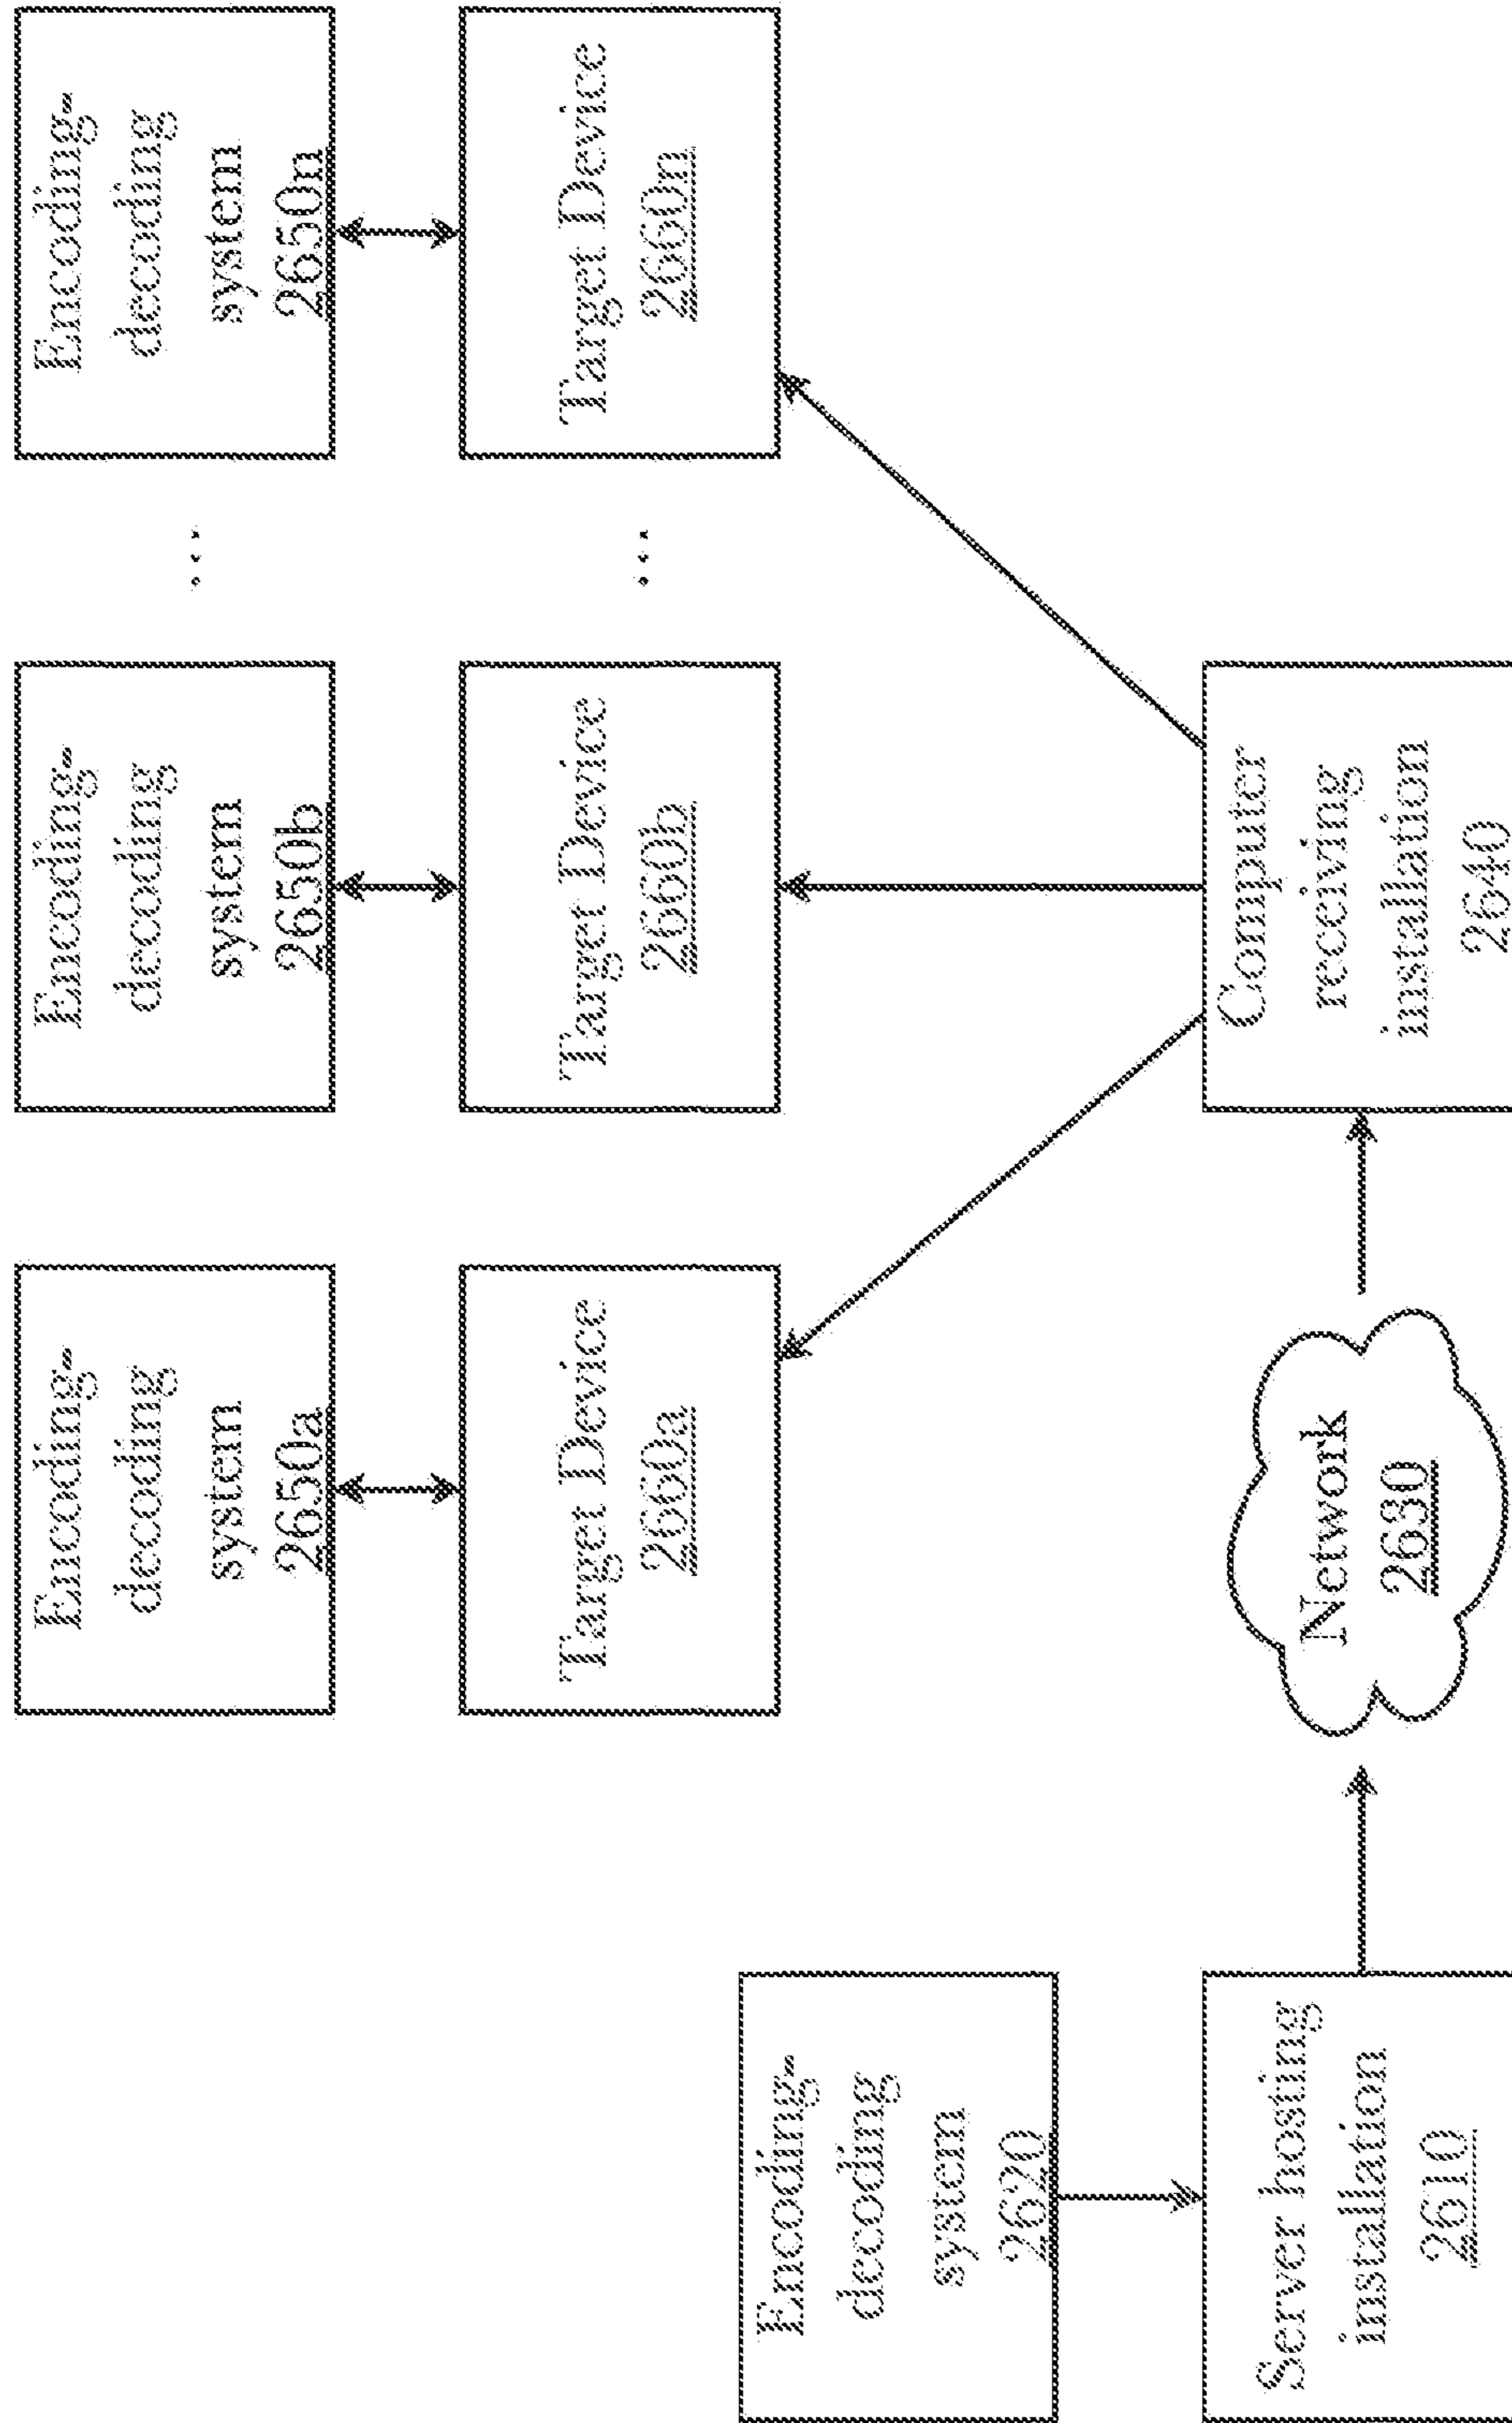 Encoding-
decoding
system
2650a
Encoding-
decoding
system
2650b
...
Encoding-
decoding
system
2650n
Target Device
2660a
Target Device
2660b
...
Target Device
2660n
Encoding-
decoding
system
2620
Server hosting
installation
2610
Network
2630
Computer
receiving
installation
2640